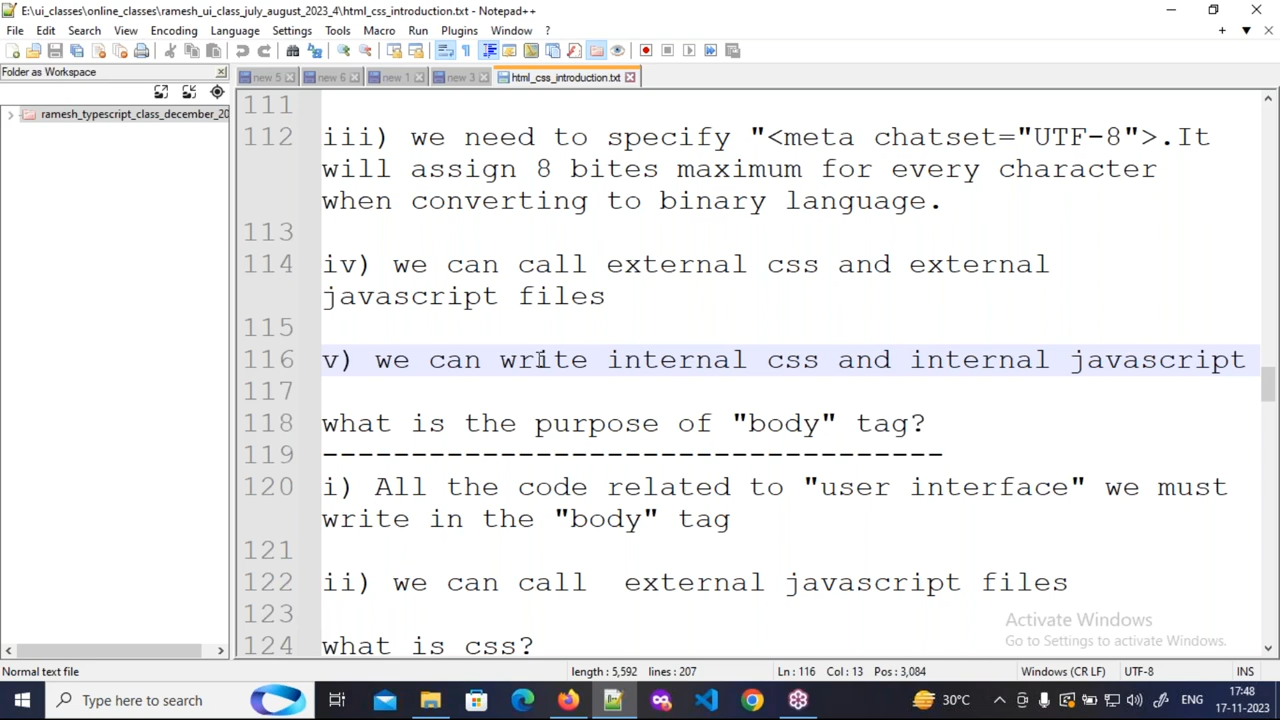 E:\ui_classes\online_classes\ramesh_ui_class_july_august_2023_4\html_css_introduction.txt - Notepad++
File Edit Search View Encoding Language Settings Tools Macro Run Plugins Window ?
Folder as Workspace
new 5 new 6 new 1 new 3 html_css_introduction.txt
ramesh_typescript_class_december_20
111
112 iii) we need to specify "<meta chatset="UTF-8">.It
will assign 8 bites maximum for every character
when converting to binary language.
113
114 iv) we can call external css and external
javascript files
115
116 v) we can write internal css and internal javascript
117
118 what is the purpose of "body" tag?
119 -----------------------------------
120 i) All the code related to "user interface" we must
write in the "body" tag
121
122 ii) we can call  external javascript files
123
124 what is css?
Activate Windows
Go to Settings to activate Windows.
Normal text file length : 5,592 lines : 207 Ln : 116 Col : 13 Pos : 3,084 Windows (CR LF) UTF-8 INS
Type here to search 30°C ENG 17:48
17-11-2023